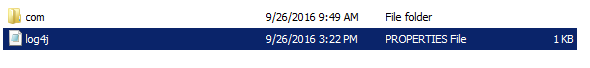 com 9/26/2016 9:49 AM File folder
log4j 9/26/2016 3:22 PM PROPERTIES File 1 KB